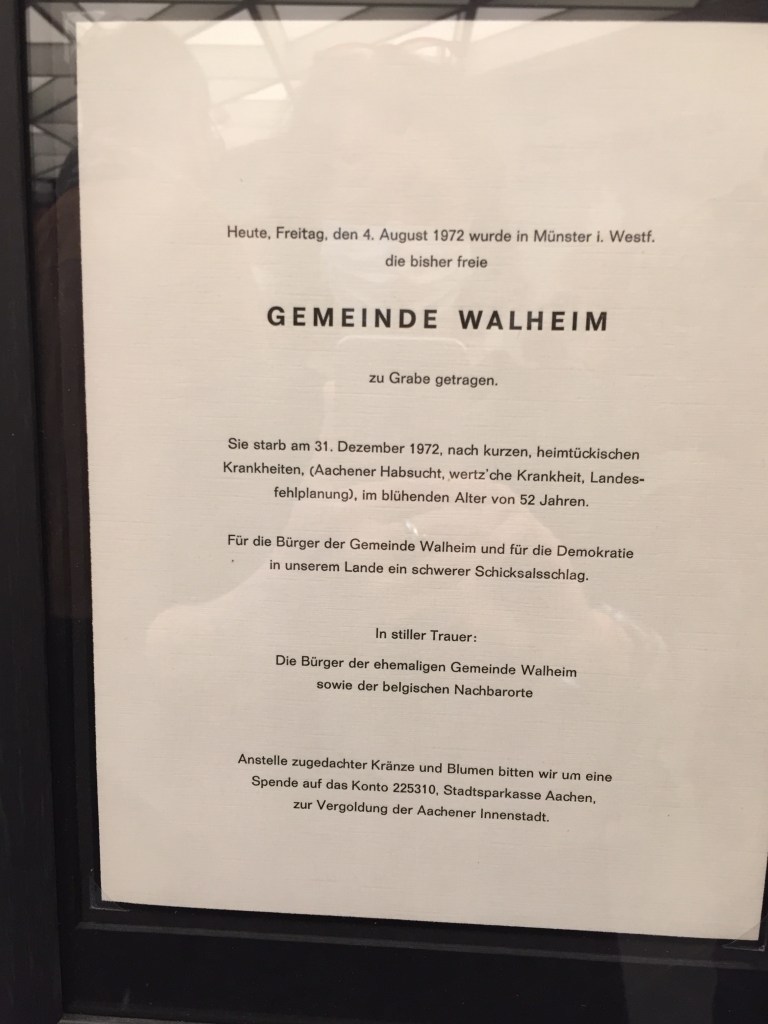 Heute, Freitag, den 4. August 1972 wurde in Münster i. Westf.
die bisher freie
GEMEINDE WALHEIM
zu Grabe getragen.
Sie starb am 31. Dezember 1972, nach kurzen, heimtückischen
Krankheiten, (Aachener Habsucht, wertz'che Krankheit, Landes-
fehlplanung), im blühenden Alter von 52 Jahren.
Für die Bürger der Gemeinde Walheim und für die Demokratie
in unserem Lande ein schwerer Schicksalsschlag.
In stiller Trauer:
Die Bürger der ehemaligen Gemeinde Walheim
sowie der belgischen Nachbarorte
Anstelle zugedachter Kränze und Blumen bitten wir um eine
Spende auf das Konto 225310, Stadtsparkasse Aachen,
zur Vergoldung der Aachener Innenstadt.